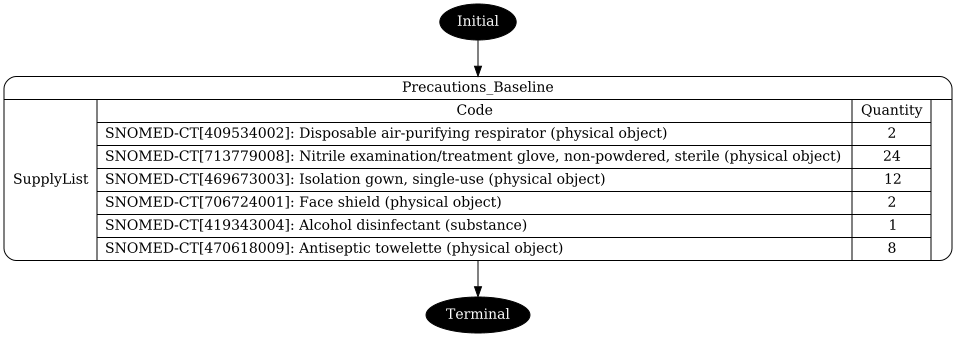 Initial
Precautions_Baseline
SupplyList
Code Quantity
SNOMED-CT[409534002]: Disposable air-purifying respirator (physical object) 2
SNOMED-CT[713779008]: Nitrile examination/treatment glove, non-powdered, sterile (physical object) 24
SNOMED-CT[469673003]: Isolation gown, single-use (physical object) 12
SNOMED-CT[706724001]: Face shield (physical object) 2
SNOMED-CT[419343004]: Alcohol disinfectant (substance) 1
SNOMED-CT[470618009]: Antiseptic towelette (physical object) 8
Terminal